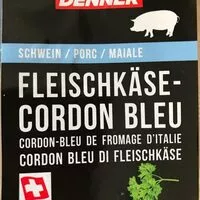 DENNER
SCHWEIN / PORC / MAIALE
FLEISCHKÄSE-
CORDON BLEU
CORDON-BLEU DE FROMAGE D'ITALIE
CORDON BLEU DI FLEISCHKÄSE